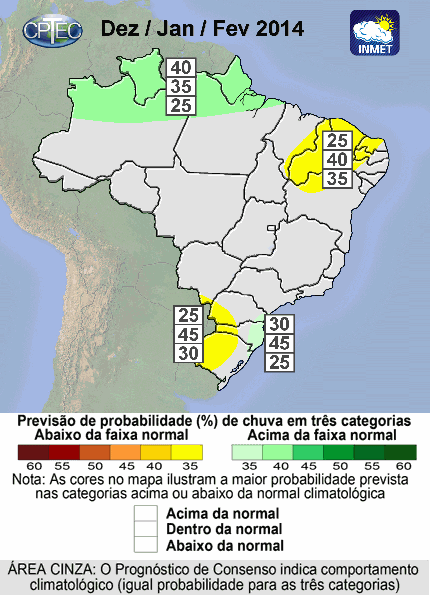 CPTEC
Dez / Jan / Fev 2014
INMET
40
35
25
25
40
35
25
45
30
30
45
25
Previsão de probabilidade (%) de chuva em três categorias
Abaixo da faixa normal
Acima da faixa normal
60 55 50 45 40 35
35 40 45 50 55 60
Nota: As cores no mapa ilustram a maior probabilidade prevista
nas categorias acima ou abaixo da normal climatológica
Acima da normal
Dentro da normal
Abaixo da normal
ÁREA CINZA: O Prognóstico de Consenso indica comportamento
climatológico (igual probabilidade para as três categorias)